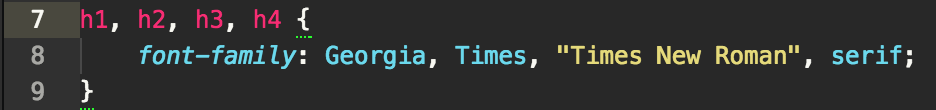 7 h1, h2, h3, h4 {
8     font-family: Georgia, Times, "Times New Roman", serif;
9 }